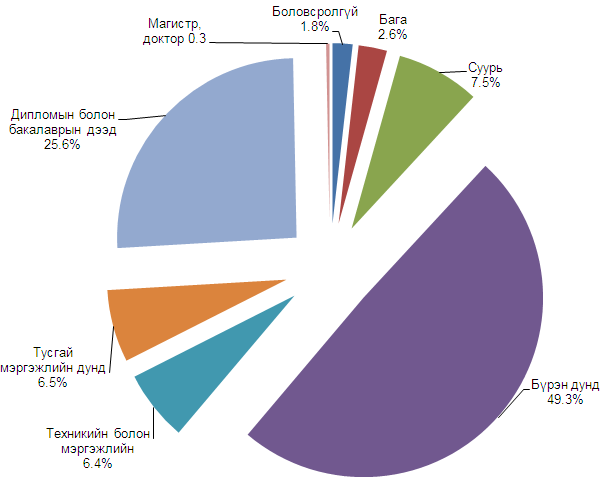 Боловсролгүй
1.8%
Бага
2.6%
Суурь
7.5%
Бүрэн дунд
49.3%
Техникийн болон
мэргэжлийн
6.4%
Тусгай
мэргэжлийн дунд
6.5%
Дипломын болон
бакалаврын дээд
25.6%
Магистр,
доктор 0.3